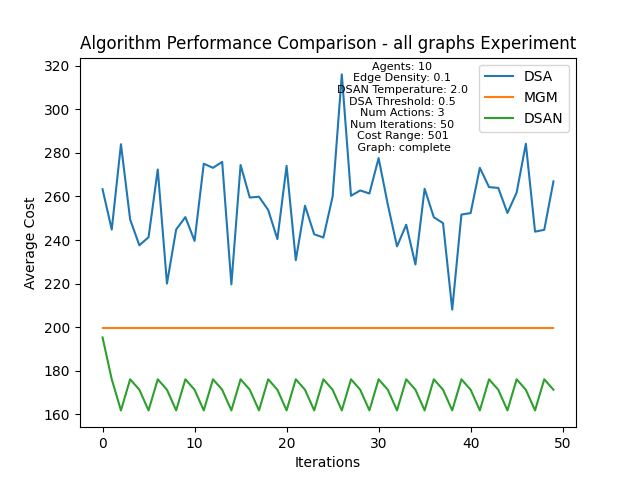 Algorithm Performance Comparison - all graphs Experiment
Agents: 10
Edge Density: 0.1
DSAN Temperature: 2.0
DSA Threshold: 0.5
Num Actions: 3
Num Iterations: 50
Cost Range: 501
Graph: complete
DSA
MGM
DSAN
Average Cost
320
300
280
260
240
220
200
180
160
0
10
20
30
40
50
Iterations